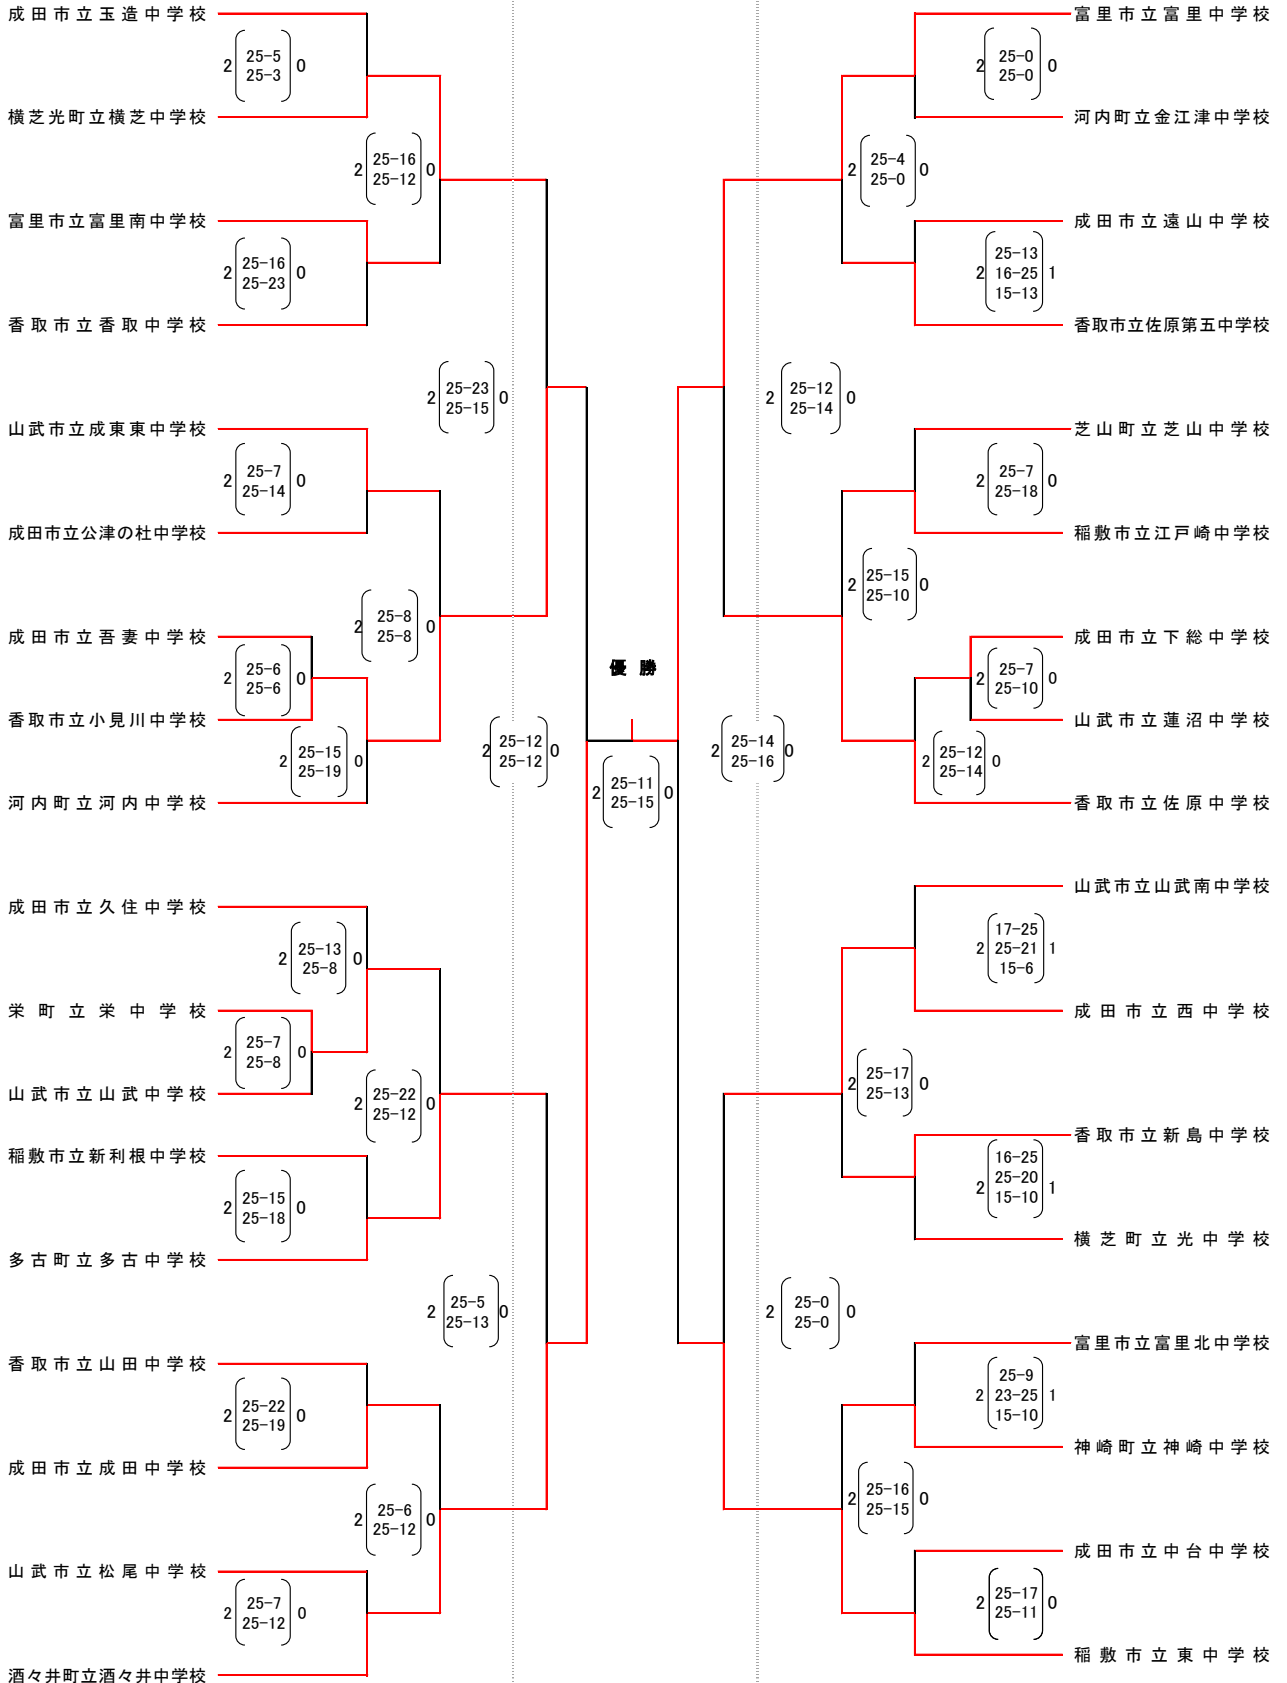 成田市立玉造中学校
2 25-5 0
25-3
横芝光町立横芝中学校
2 25-16 0
25-12
富里市立富里南中学校
2 25-16 0
25-23
香取市立香取中学校
2 25-23 0
25-15
山武市立成東東中学校
2 25-7 0
25-14
成田市立公津の杜中学校
2 25-8 0
25-8
成田市立吾妻中学校
2 25-6 0
25-6
香取市立小見川中学校
2 25-15 0
25-19
河内町立河内中学校
2 25-12 0
25-12
成田市立久住中学校
2 25-13 0
25-8
栄町立栄中学校
2 25-7 0
25-8
山武市立山武中学校
2 25-22 0
25-12
稲敷市立新利根中学校
2 25-15 0
25-18
多古町立多古中学校
2 25-5 0
25-13
香取市立山田中学校
2 25-22 0
25-19
成田市立成田中学校
2 25-6 0
25-12
山武市立松尾中学校
2 25-7 0
25-12
酒々井町立酒々井中学校
優勝
2 25-11 0
25-15
富里市立富里中学校
2 25-0 0
25-0
河内町立金江津中学校
2 25-4 0
25-0
成田市立遠山中学校
25-13
2 16-25 1
15-13
香取市立佐原第五中学校
2 25-12 0
25-14
芝山町立芝山中学校
2 25-7 0
25-18
稲敷市立江戸崎中学校
2 25-15 0
25-10
成田市立下総中学校
2 25-7 0
25-10
山武市立蓮沼中学校
2 25-12 0
25-14
香取市立佐原中学校
2 25-14 0
25-16
山武市立山武南中学校
17-25
2 25-21 1
15-6
成田市立西中学校
2 25-17 0
25-13
香取市立新島中学校
16-25
25-20
2 15-10 1
横芝町立光中学校
2 25-0 0
25-0
富里市立富里北中学校
25-9
2 23-25 1
15-10
神崎町立神崎中学校
2 25-16 0
25-15
成田市立中台中学校
2 25-17 0
25-11
稲敷市立東中学校